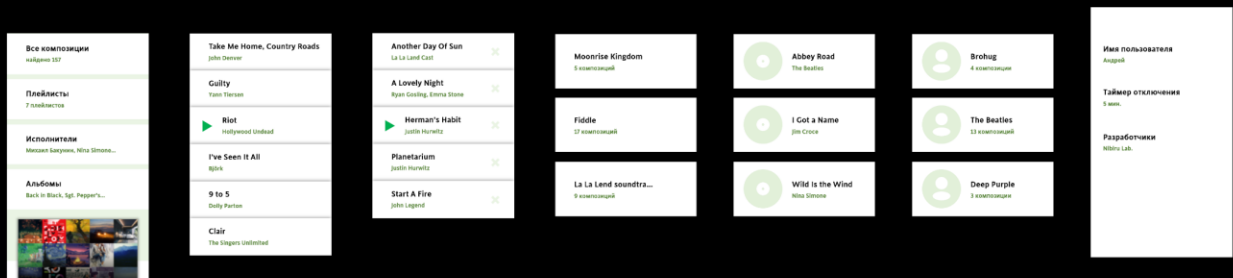 Все композиции
найдено 157
Плейлисты
7 плейлистов
Исполнители
Михаил Бакунин, Nina Simone...
Альбомы
Back in Black, Sgt. Pepper's...
Take Me Home, Country Roads
John Denver
Guilty
Yann Tiersen
Riot
Hollywood Undead
I've Seen It All
Björk
9 to 5
Dolly Parton
Clair
The Singers Unlimited
Another Day Of Sun
La La Land Cast
A Lovely Night
Ryan Gosling, Emma Stone
Herman's Habit
Justin Hurwitz
Planetarium
Justin Hurwitz
Start A Fire
John Legend
Moonrise Kingdom
5 композиций
Fiddle
17 композиций
La La Lend soundtra...
9 композиций
Abbey Road
The Beatles
I Got a Name
Jim Croce
Wild Is the Wind
Nina Simone
Brohug
4 композиции
The Beatles
13 композиций
Deep Purple
3 композиции
Имя пользователя
Андрей
Таймер отключения
5 мин.
Разработчики
Nibiru Lab.